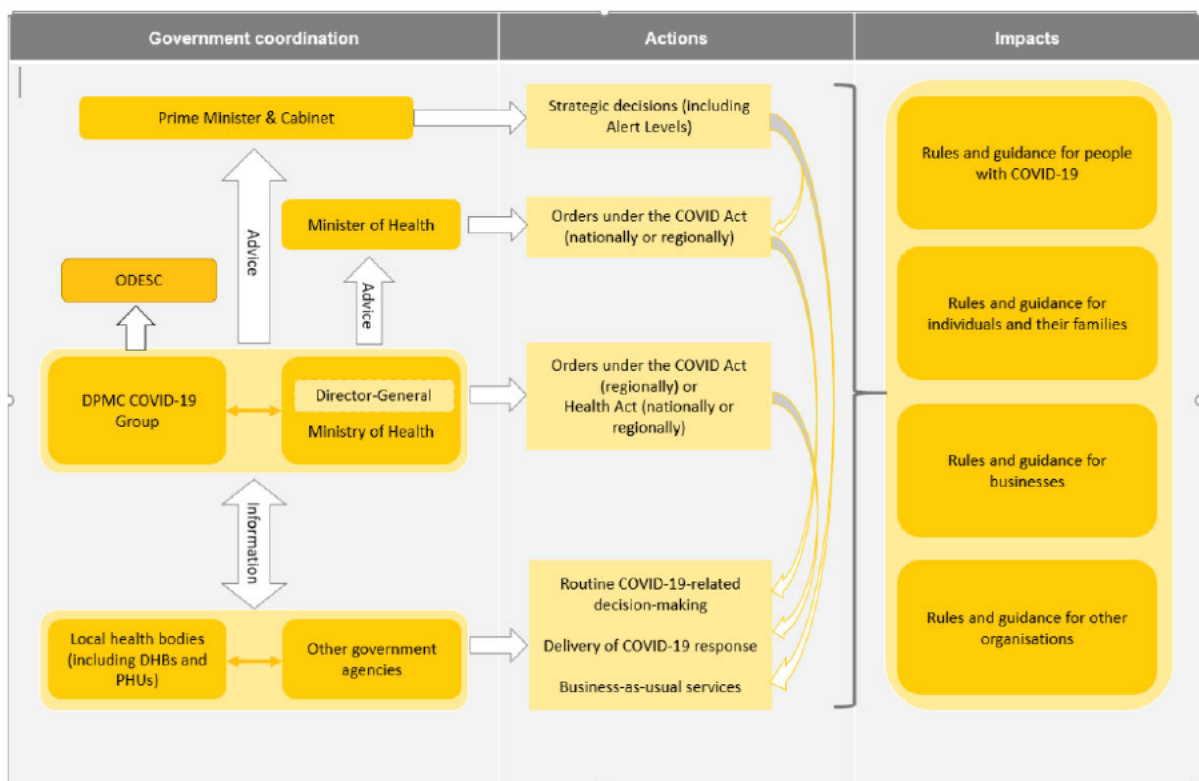 Government coordination
Actions
Impacts
Prime Minister & Cabinet
Minister of Health
ODESC
Advice
Advice
DPMC COVID-19
Group
Director-General
Ministry of Health
Information
Local health bodies
(including DHBs and
PHUs)
Other government
agencies
Strategic decisions (including
Alert Levels)
Orders under the COVID Act
(nationally or regionally)
Orders under the COVID Act
(regionally) or
Health Act (nationally or
regionally)
Routine COVID-19-related
decision-making
Delivery of COVID-19 response
Business-as-usual services
Rules and guidance for people
with COVID-19
Rules and guidance for
individuals and their families
Rules and guidance for
businesses
Rules and guidance for other
organisations